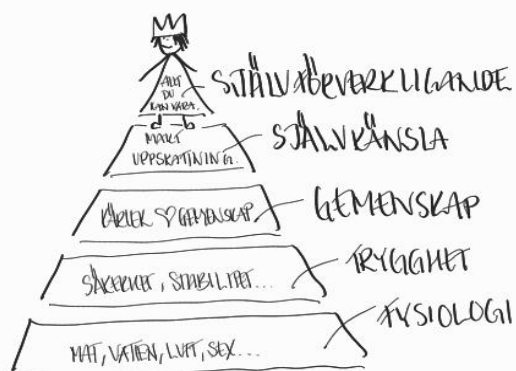 ALLT
DU
KAN VARA.
SJÄLVFÖRVERKLIGANDE
MAKT
UPPSKATTNING.
SJÄLVKÄNSLA
KÄRLEK ♡ GEMENSKAP
GEMENSKAP
SÄKERHET, STABILITET...
TRYGGHET
MAT, VATTEN, LUFT, SEX...
FYSIOLOGI